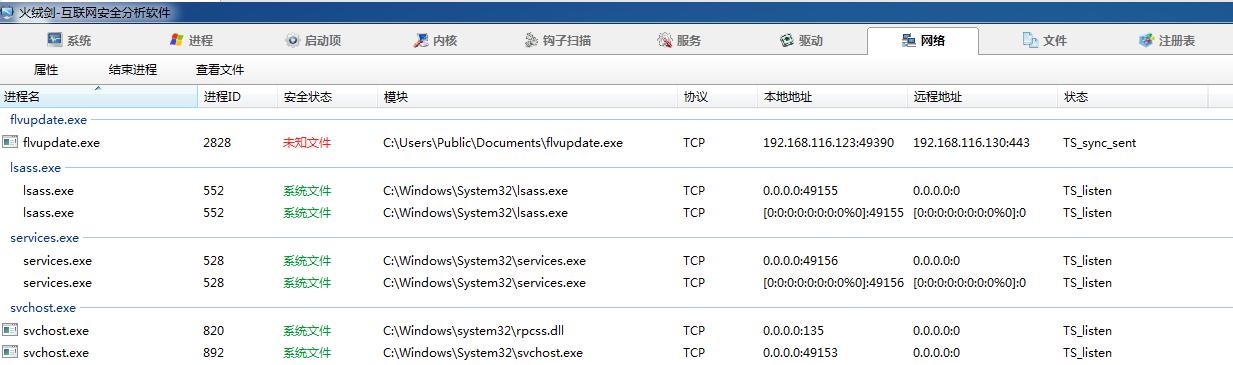 火绒剑-互联网安全分析软件
系统 进程 启动项 内核 钩子扫描 服务 驱动 网络 文件 注册表
属性 结束进程 查看文件
进程名 进程ID 安全状态 模块 协议 本地地址 远程地址 状态
flvupdate.exe
flvupdate.exe 2828 未知文件 C:\Users\Public\Documents\flvupdate.exe TCP 192.168.116.123:49390 192.168.116.130:443 TS_sync_sent
lsass.exe
lsass.exe 552 系统文件 C:\Windows\System32\lsass.exe TCP 0.0.0.0:49155 0.0.0.0:0 TS_listen
lsass.exe 552 系统文件 C:\Windows\System32\lsass.exe TCP [0:0:0:0:0:0:0:0%0]:49155 [0:0:0:0:0:0:0:0%0]:0 TS_listen
services.exe
services.exe 528 系统文件 C:\Windows\System32\services.exe TCP 0.0.0.0:49156 0.0.0.0:0 TS_listen
services.exe 528 系统文件 C:\Windows\System32\services.exe TCP [0:0:0:0:0:0:0:0%0]:49156 [0:0:0:0:0:0:0:0%0]:0 TS_listen
svchost.exe
svchost.exe 820 系统文件 C:\Windows\system32\rpcss.dll TCP 0.0.0.0:135 0.0.0.0:0 TS_listen
svchost.exe 892 系统文件 C:\Windows\System32\svchost.exe TCP 0.0.0.0:49153 0.0.0.0:0 TS_listen